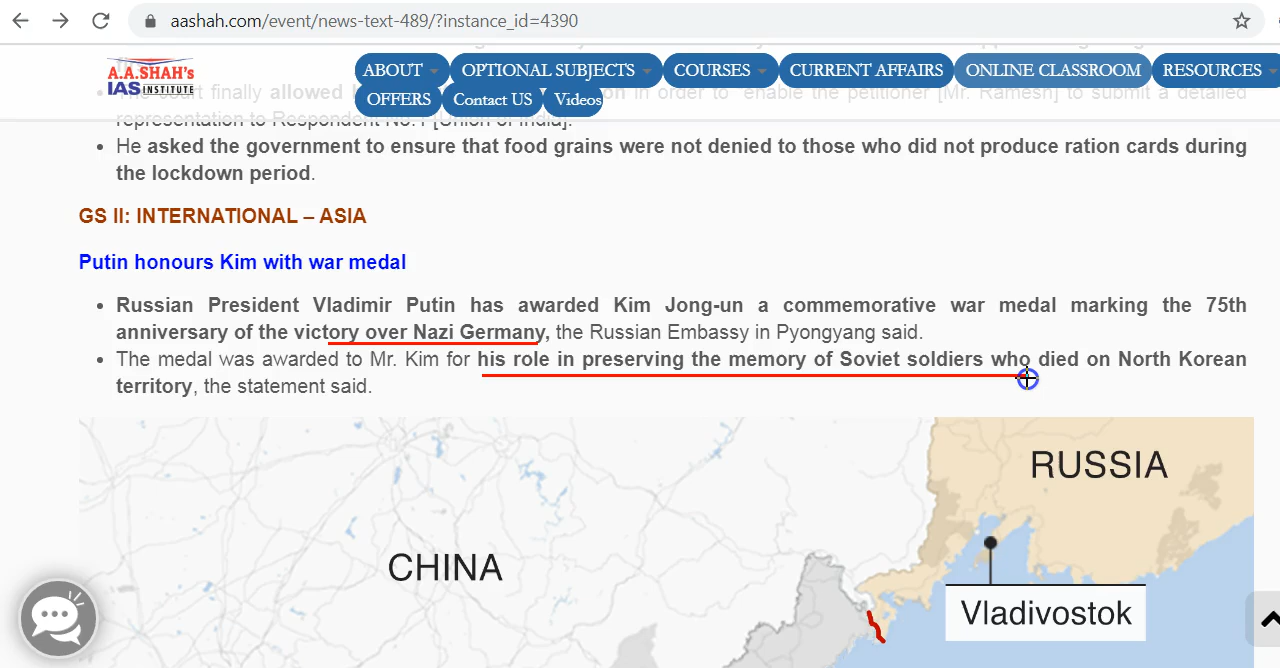 aashah.com/event/news-text-489/?instance_id=4390
A.A.SHAH's
IAS INSTITUTE
ABOUT OPTIONAL SUBJECTS COURSES CURRENT AFFAIRS ONLINE CLASSROOM RESOURCES
OFFERS Contact US Videos
court finally allowed in order to enable the petitioner [Mr. Ramesh] to submit a detailed
representation to Respondent No.1 [Union of India].
• He asked the government to ensure that food grains were not denied to those who did not produce ration cards during
the lockdown period.
GS II: INTERNATIONAL – ASIA
Putin honours Kim with war medal
• Russian President Vladimir Putin has awarded Kim Jong-un a commemorative war medal marking the 75th
anniversary of the victory over Nazi Germany, the Russian Embassy in Pyongyang said.
• The medal was awarded to Mr. Kim for his role in preserving the memory of Soviet soldiers who died on North Korean
territory, the statement said.
RUSSIA
CHINA
Vladivostok